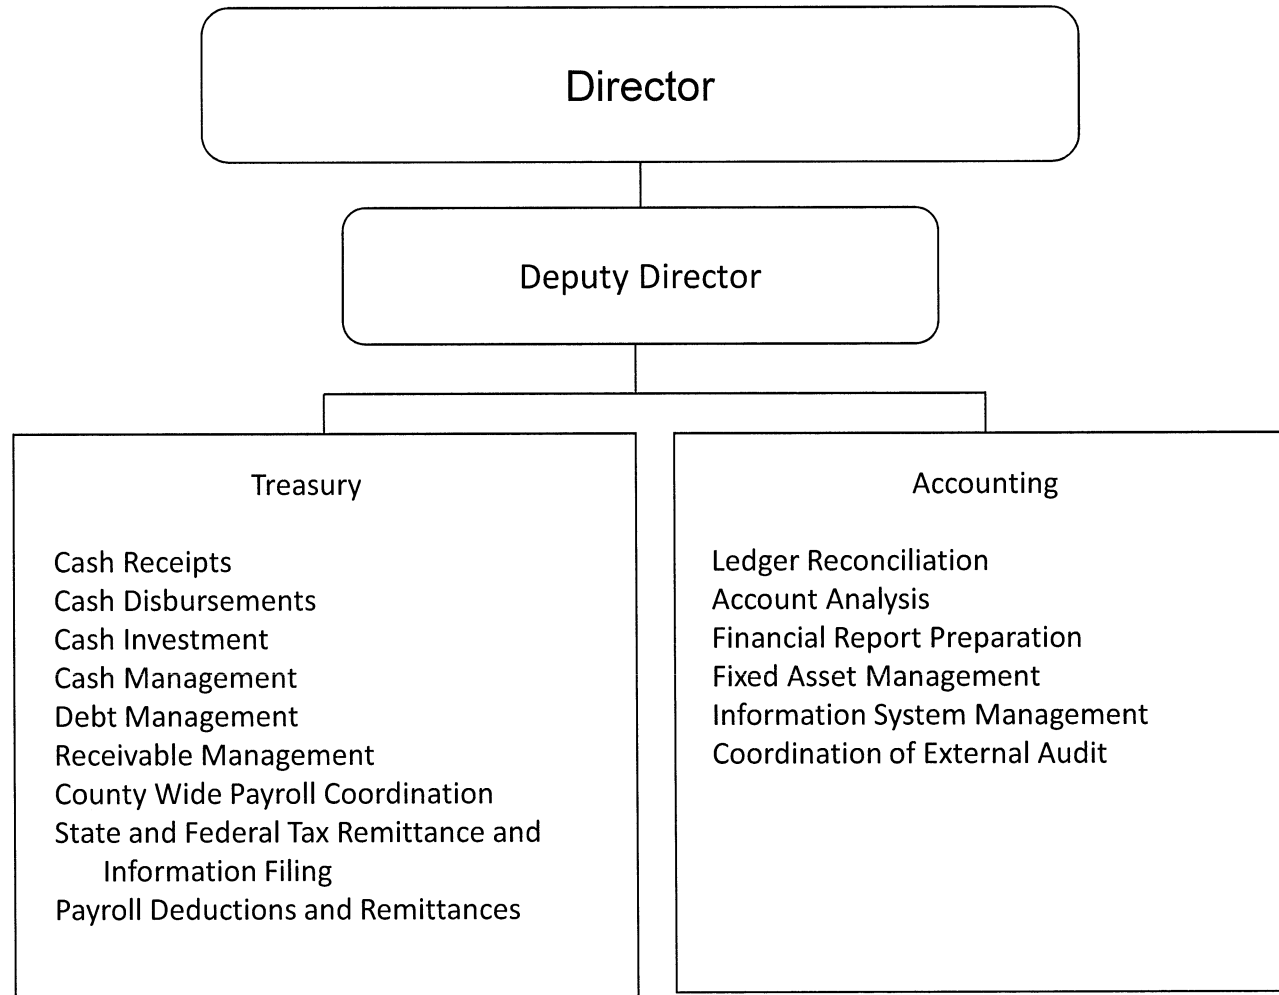 Director
Deputy Director
Treasury
Cash Receipts
Cash Disbursements
Cash Investment
Cash Management
Debt Management
Receivable Management
County Wide Payroll Coordination
State and Federal Tax Remittance and
Information Filing
Payroll Deductions and Remittances
Accounting
Ledger Reconciliation
Account Analysis
Financial Report Preparation
Fixed Asset Management
Information System Management
Coordination of External Audit